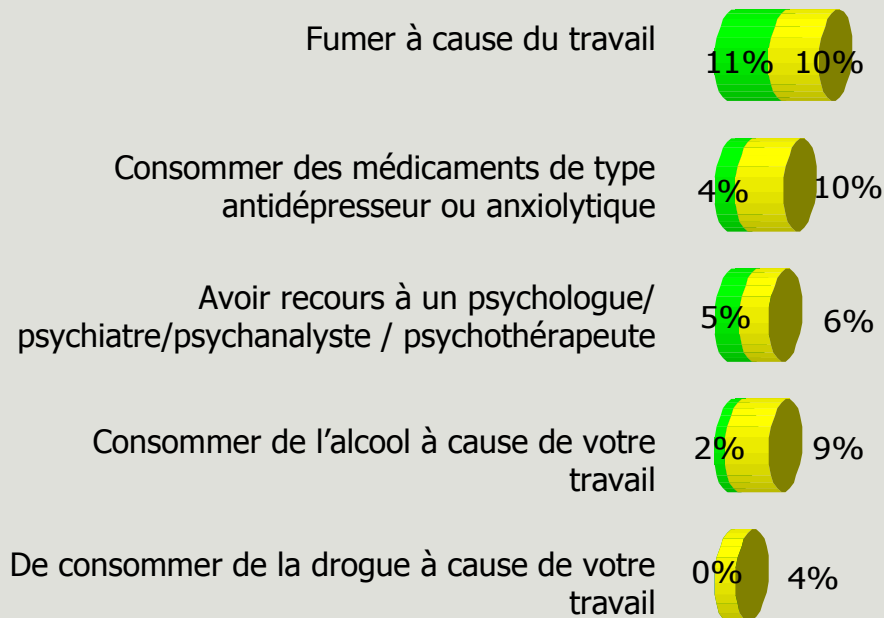 Fumer à cause du travail
11% 10%
Consommer des médicaments de type
antidépresseur ou anxiolytique
4% 10%
Avoir recours à un psychologue/
psychiatre/psychanalyste / psychothérapeute
5% 6%
Consommer de l’alcool à cause de votre
travail
2% 9%
De consommer de la drogue à cause de votre
travail
0% 4%